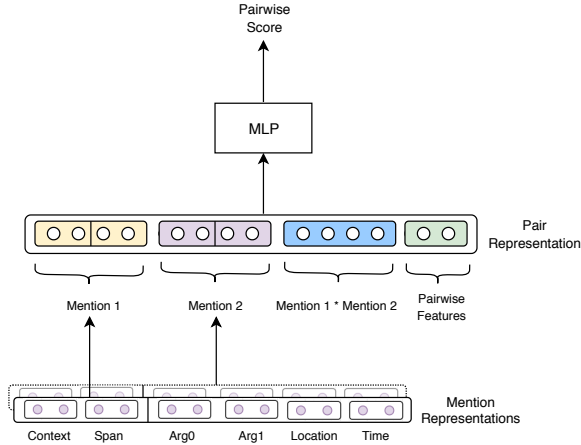 Pairwise
Score
MLP
Pair
Representation
Mention 1
Mention 2
Mention 1 * Mention 2
Pairwise
Features
Mention
Representations
Context
Span
Arg0
Arg1
Location
Time